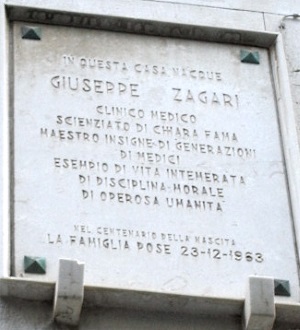 IN QUESTA CASA NACQUE
GIUSEPPE ZAGARI
CLINICO MEDICO
SCIENZIATO DI CHIARA FAMA
MAESTRO INSIGNE DI GENERAZIONI
DI MEDICI
ESEMPIO DI VITA INTEMERATA
DI DISCIPLINA MORALE
DI OPEROSA UMANITÀ
NEL CENTENARIO DELLA NASCITA
LA FAMIGLIA POSE 23-12-1963